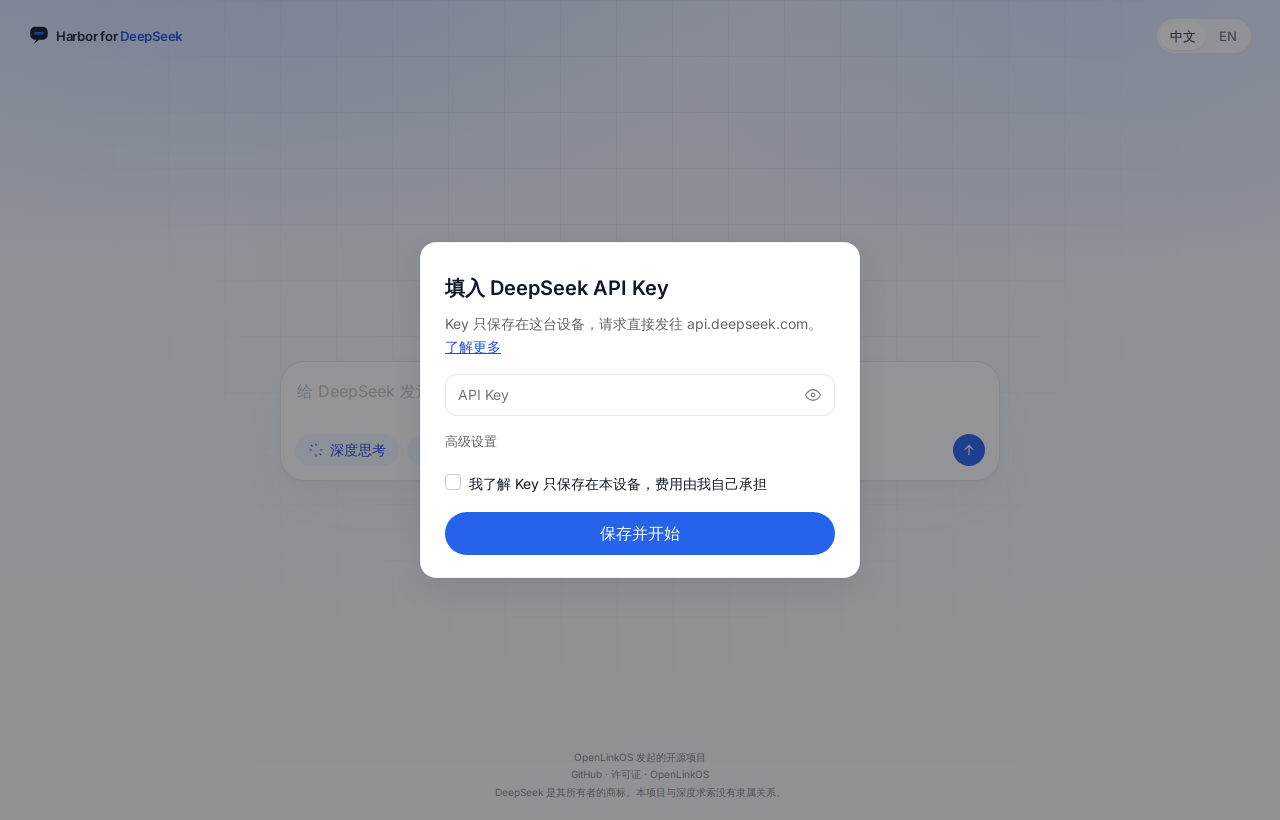 Harbor for DeepSeek
中文 EN
填入 DeepSeek API Key
Key 只保存在这台设备，请求直接发往 api.deepseek.com。
了解更多
给 DeepSeek 发
API Key
高级设置
深度思考
我了解 Key 只保存在本设备，费用由我自己承担
保存并开始
OpenLinkOS 发起的开源项目
GitHub · 许可证 · OpenLinkOS
DeepSeek 是其所有者的商标。本项目与深度求索没有隶属关系。